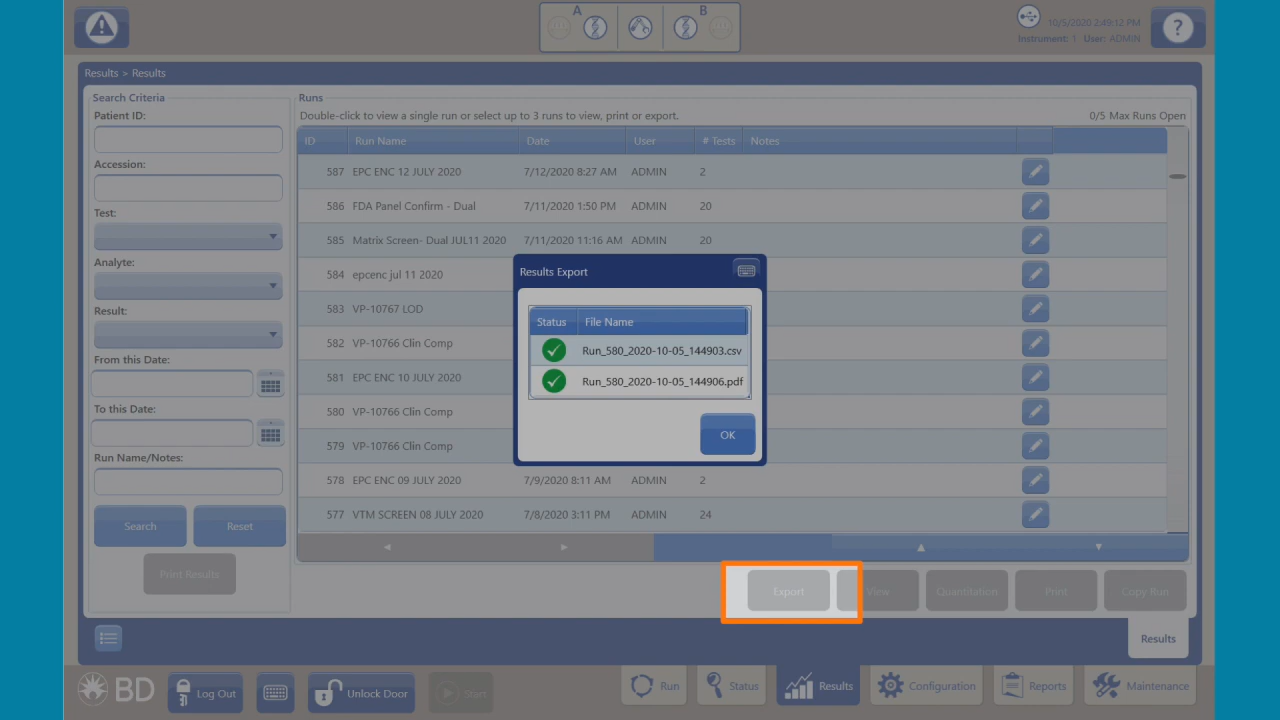 A
B
10/5/2020 2:49:12 PM
Instrument: 1 User: ADMIN
?
Results > Results
Search Criteria
Patient ID:
Accession:
Test:
Analyte:
Result:
From this Date:
To this Date:
Run Name/Notes:
Search Reset
Print Results
Runs
Double-click to view a single run or select up to 3 runs to view, print or export.
0/5 Max Runs Open
ID Run Name Date User # Tests Notes
587 EPC ENC 12 JULY 2020 7/12/2020 8:27 AM ADMIN 2
586 FDA Panel Confirm - Dual 7/11/2020 1:50 PM ADMIN 20
585 Matrix Screen- Dual JUL11 2020 7/11/2020 11:16 AM ADMIN 20
584 epcenc jul 11 2020
583 VP-10767 LOD
582 VP-10766 Clin Comp
581 EPC ENC 10 JULY 2020
580 VP-10766 Clin Comp
579 VP-10766 Clin Comp
578 EPC ENC 09 JULY 2020 7/9/2020 8:11 AM ADMIN 2
577 VTM SCREEN 08 JULY 2020 7/8/2020 3:11 PM ADMIN 24
Results Export
Status File Name
Run_580_2020-10-05_144903.csv
Run_580_2020-10-05_144906.pdf
OK
Export View Quantitation Print Copy Run
Results
BD Log Out Unlock Door Start Run Status Results Configuration Reports Maintenance